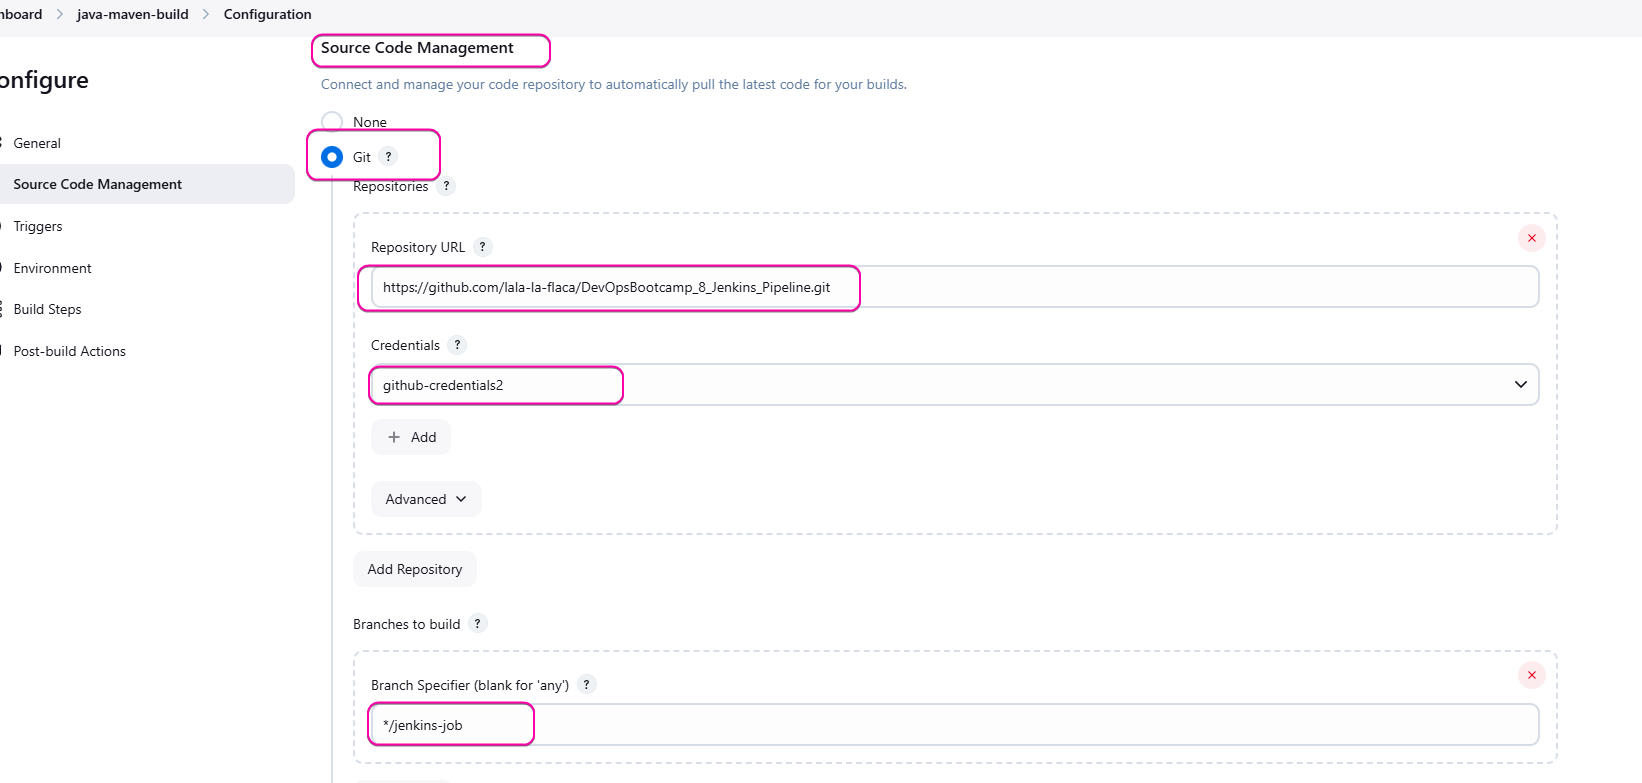 nboard > java-maven-build > Configuration
onfigure
General
Source Code Management
Triggers
Environment
Build Steps
Post-build Actions
Source Code Management
Connect and manage your code repository to automatically pull the latest code for your builds.
None
Git ?
Repositories ?
Repository URL ?
https://github.com/lala-la-flaca/DevOpsBootcamp_8_Jenkins_Pipeline.git
Credentials ?
github-credentials2
+ Add
Advanced
Add Repository
Branches to build ?
Branch Specifier (blank for 'any') ?
*/jenkins-job